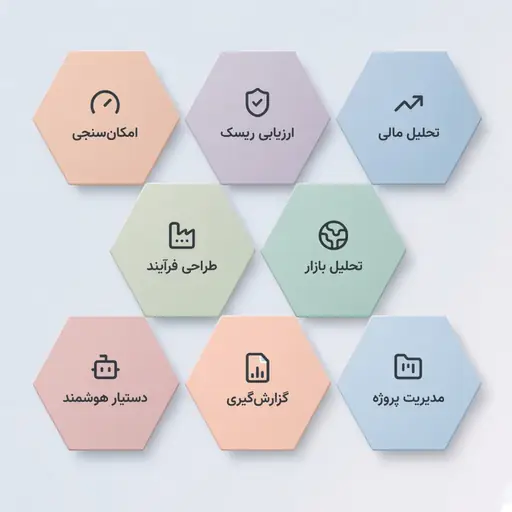 تحلیل مالی
ارزیابی ریسک
امکان‌سنجی
تحلیل بازار
طراحی فرآیند
مدیریت پروژه
گزارش‌گیری
دستیار هوشمند